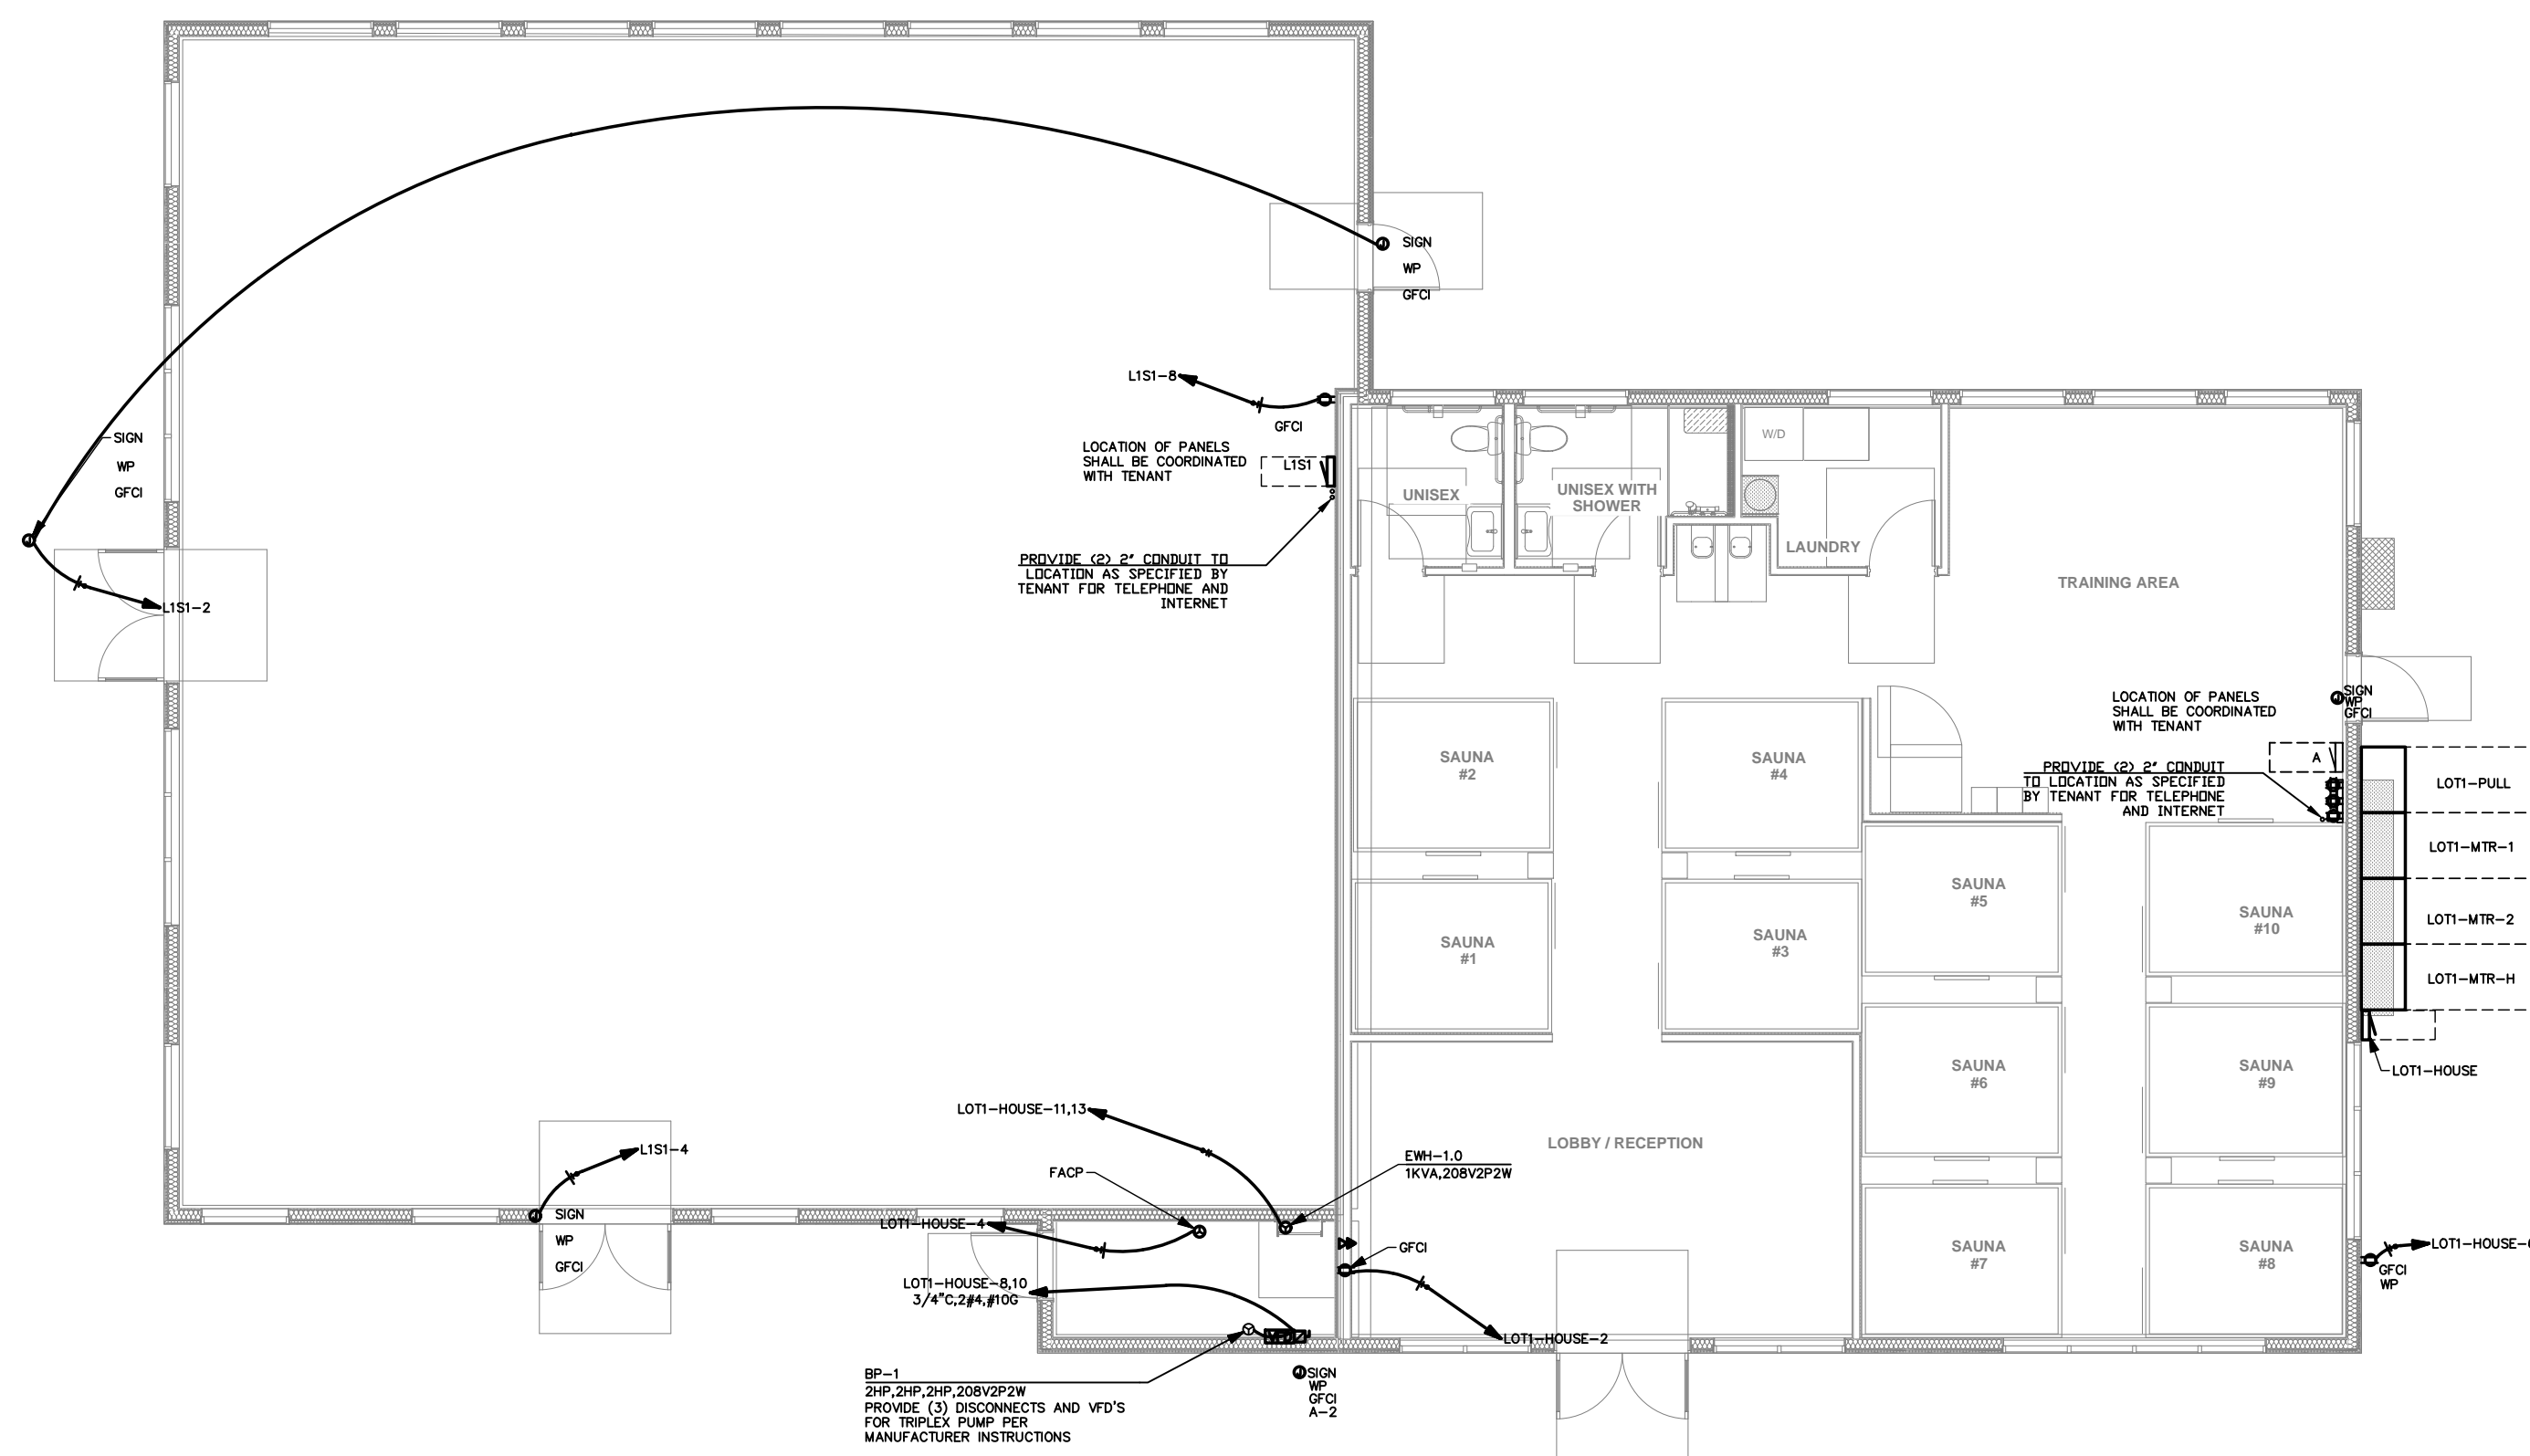 SIGN
WP
GFCI
L1S1-8
GFCI
LOCATION OF PANELS
SHALL BE COORDINATED
WITH TENANT
L1S1
SIGN
WP
GFCI
L1S1-2
PROVIDE (2) 2" CONDUIT TO
LOCATION AS SPECIFIED BY
TENANT FOR TELEPHONE AND
INTERNET
UNISEX
UNISEX WITH
SHOWER
W/D
LAUNDRY
TRAINING AREA
SIGN
WP
GFCI
LOCATION OF PANELS
SHALL BE COORDINATED
WITH TENANT
A
PROVIDE (2) 2" CONDUIT
TO LOCATION AS SPECIFIED
BY TENANT FOR TELEPHONE
AND INTERNET
LOT1-PULL
LOT1-MTR-1
LOT1-MTR-2
LOT1-MTR-H
LOT1-HOUSE
SAUNA
#2
SAUNA
#4
SAUNA
#1
SAUNA
#3
SAUNA
#5
SAUNA
#10
SAUNA
#6
SAUNA
#9
SAUNA
#7
SAUNA
#8
LOBBY / RECEPTION
LOT1-HOUSE-11,13
FACP
EWH-1.0
1KVA,208V2P2W
L1S1-4
SIGN
WP
GFCI
LOT1-HOUSE-4
GFCI
LOT1-HOUSE-8,10
3/4"C,2#4,#10G
LOT1-HOUSE-2
LOT1-HOUSE-
GFCI
WP
BP-1
2HP,2HP,2HP,208V2P2W
PROVIDE (3) DISCONNECTS AND VFD'S
FOR TRIPLEX PUMP PER
MANUFACTURER INSTRUCTIONS
SIGN
WP
GFCI
A-2